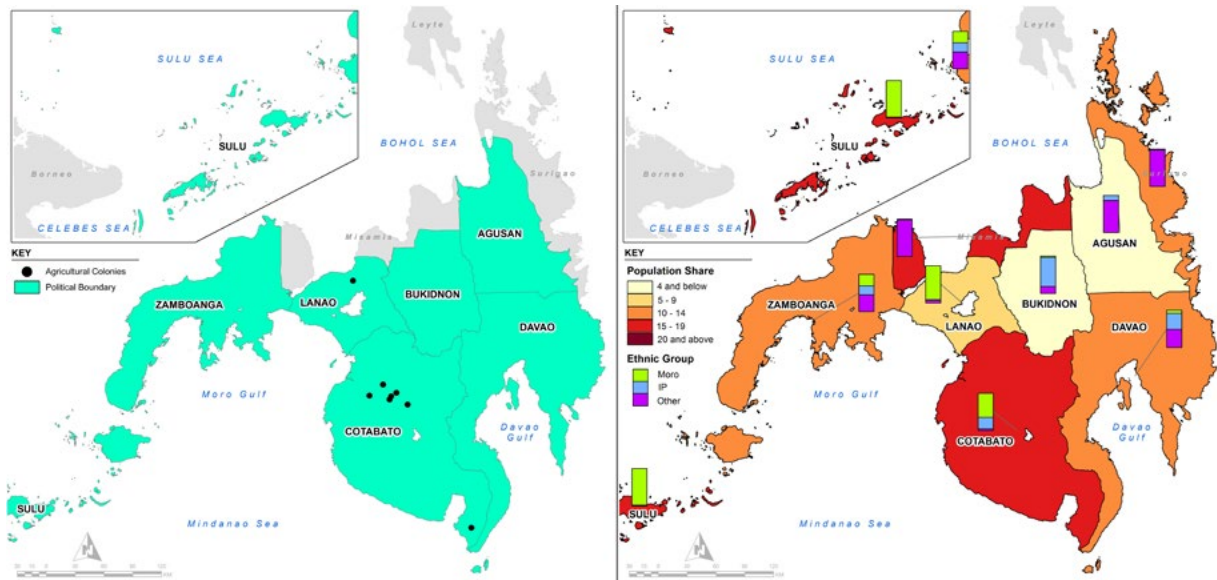 Leyte
SULU SEA
BOHOL SEA
SULU
Surigao
Borneo
CELEBES SEA
Misamis
AGUSAN
KEY
Agricultural Colonies
Political Boundary
ZAMBOANGA
LANAO
BUKIDNON
DAVAO
Moro Gulf
COTABATO
Davao
Gulf
SULU
Mindanao Sea
Leyte
SULU SEA
BOHOL SEA
SULU
Surigao
Borneo
CELEBES SEA
Misamis
AGUSAN
KEY
Population Share
4 and below
5 - 9
10 - 14
15 - 19
20 and above
ZAMBOANGA
LANAO
BUKIDNON
DAVAO
Ethnic Group
Moro
IP
Other
Moro Gulf
COTABATO
Davao
Gulf
SULU
Mindanao Sea